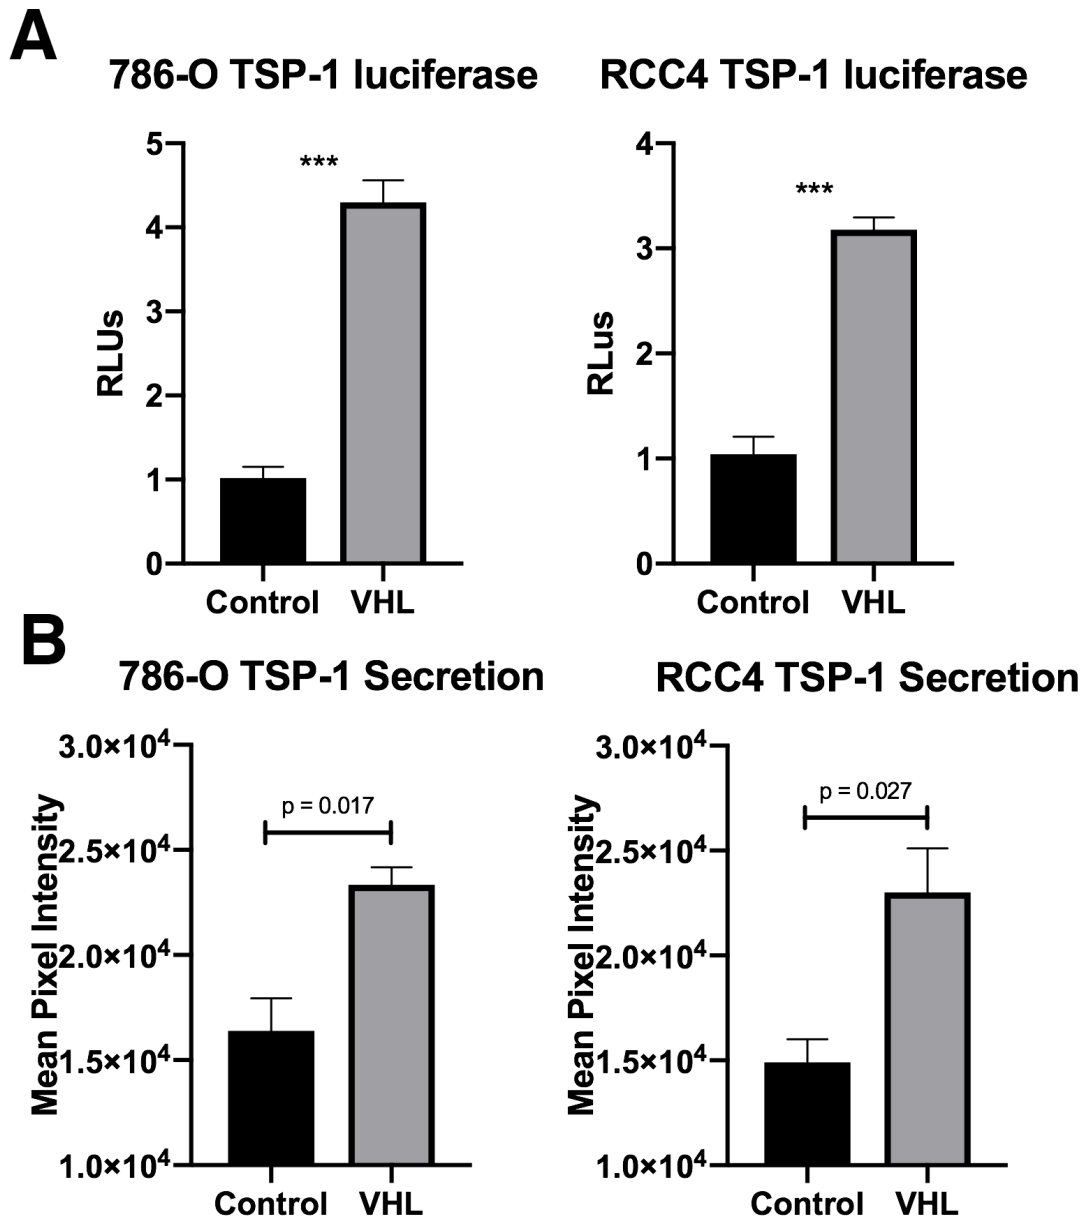 A
786-O TSP-1 luciferase
RLUs
5
4
3
2
1
0
***
Control VHL
RCC4 TSP-1 luciferase
RLus
4
3
2
1
0
***
Control VHL
B
786-O TSP-1 Secretion
Mean Pixel Intensity
3.0×10⁴
2.5×10⁴
2.0×10⁴
1.5×10⁴
1.0×10⁴
p = 0.017
Control VHL
RCC4 TSP-1 Secretion
Mean Pixel Intensity
3.0×10⁴
2.5×10⁴
2.0×10⁴
1.5×10⁴
1.0×10⁴
p = 0.027
Control VHL